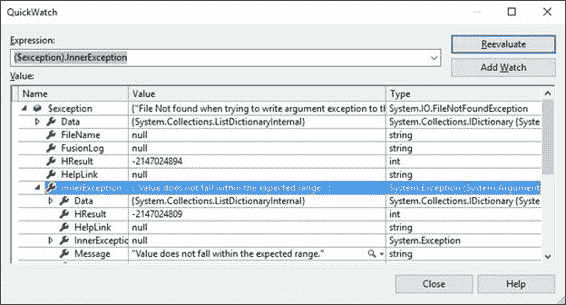 QuickWatch
Expression:
($exception).InnerException
Reevaluate
Add Watch
Value:
Name Value Type
$exception {"File Not found when trying to write argument exception to th System.IO.FileNotFoundException
Data {System.Collections.ListDictionaryInternal} System.Collections.IDictionary {Syste
FileName null string
FusionLog null string
HResult -2147024894 int
HelpLink null string
InnerException {"Value does not fall within the expected range."} System.Exception {System.Argument
Data {System.Collections.ListDictionaryInternal} System.Collections.IDictionary {Syste
HResult -2147024809 int
HelpLink null string
InnerExceptic null System.Exception
Message "Value does not fall within the expected range." string
Close Help